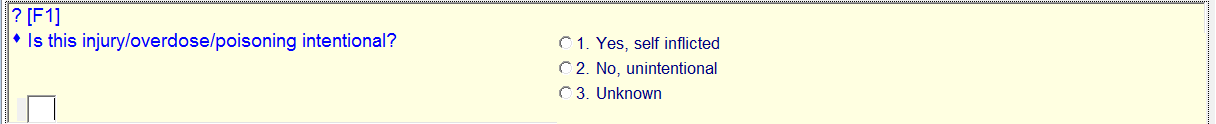 ? [F1]
♦ Is this injury/overdose/poisoning intentional?
1. Yes, self inflicted
2. No, unintentional
3. Unknown